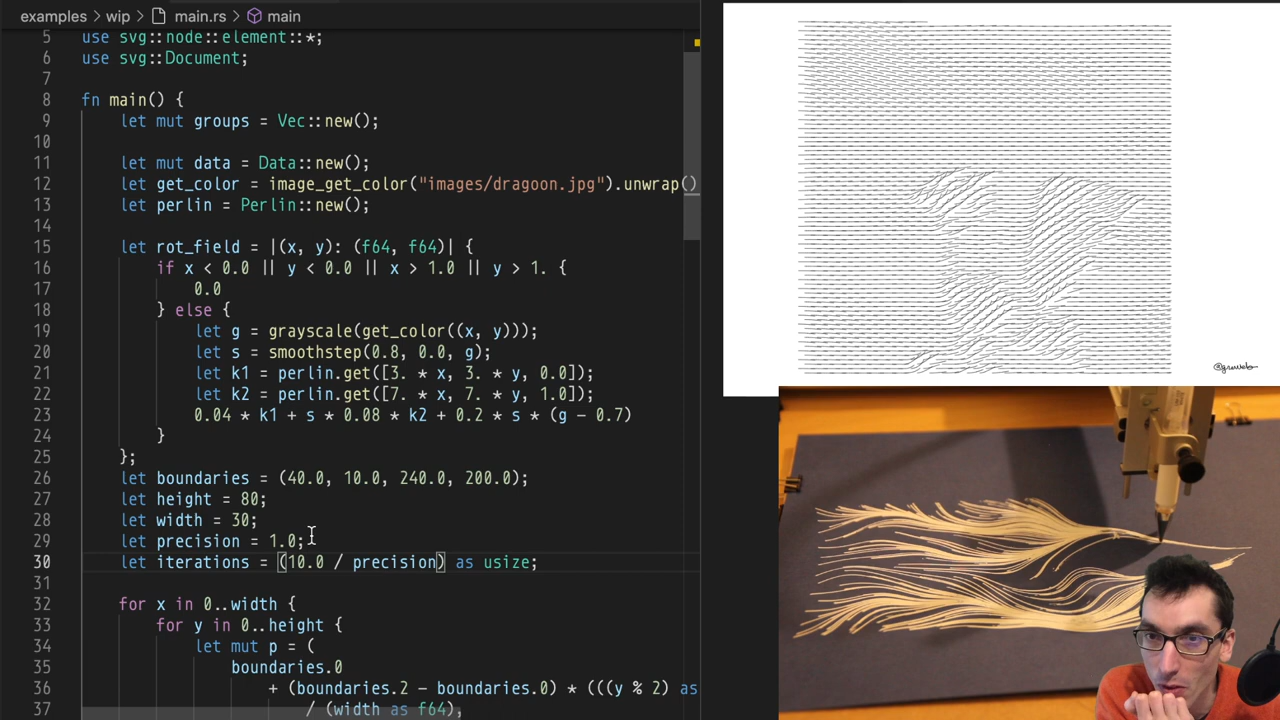 examples > wip > main.rs > main
5 use svg::node::element::*;
6 use svg::Document;
7
8 fn main() {
9 let mut groups = Vec::new();
10
11 let mut data = Data::new();
12 let get_color = image_get_color("images/dragoon.jpg").unwrap()
13 let perlin = Perlin::new();
14
15 let rot_field = |(x, y): (f64, f64)| {
16 if x < 0.0 || y < 0.0 || x > 1.0 || y > 1. {
17 0.0
18 } else {
19 let g = grayscale(get_color((x, y)));
20 let s = smoothstep(0.8, 0.0, g);
21 let k1 = perlin.get([3. * x, 3. * y, 0.0]);
22 let k2 = perlin.get([7. * x, 7. * y, 1.0]);
23 0.04 * k1 + s * 0.08 * k2 + 0.2 * s * (g - 0.7)
24 }
25 };
26 let boundaries = (40.0, 10.0, 240.0, 200.0);
27 let height = 80;
28 let width = 30;
29 let precision = 1.0;
30 let iterations = (10.0 / precision) as usize;
31
32 for x in 0..width {
33 for y in 0..height {
34 let mut p = (
35 boundaries.0
36 + (boundaries.2 - boundaries.0) * (((y % 2) as
37 / (width as f64),